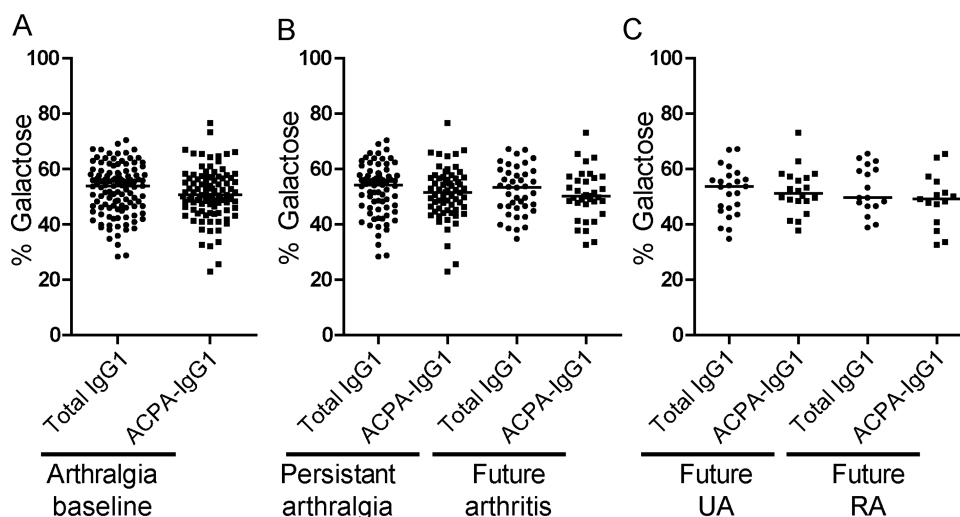 A
% Galactose
100
80
60
40
20
0
Total IgG1
ACPA-IgG1
Arthralgia
baseline
B
% Galactose
100
80
60
40
20
0
Total IgG1
ACPA-IgG1
Total IgG1
ACPA-IgG1
Persistant
arthralgia
Future
arthritis
C
% Galactose
100
80
60
40
20
0
Total IgG1
ACPA-IgG1
Total IgG1
ACPA-IgG1
Future
UA
Future
RA